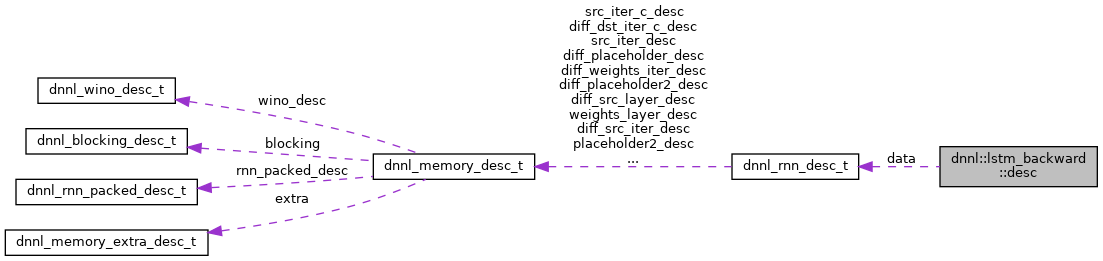 src_iter_c_desc
diff_dst_iter_c_desc
src_iter_desc
diff_placeholder_desc
diff_weights_iter_desc
diff_placeholder2_desc
diff_src_layer_desc
weights_layer_desc
diff_src_iter_desc
placeholder2_desc
...
dnnl_wino_desc_t
wino_desc
dnnl_blocking_desc_t
blocking
dnnl_rnn_packed_desc_t
rnn_packed_desc
dnnl_memory_extra_desc_t
extra
dnnl_memory_desc_t
dnnl_rnn_desc_t
data
dnnl::lstm_backward
::desc